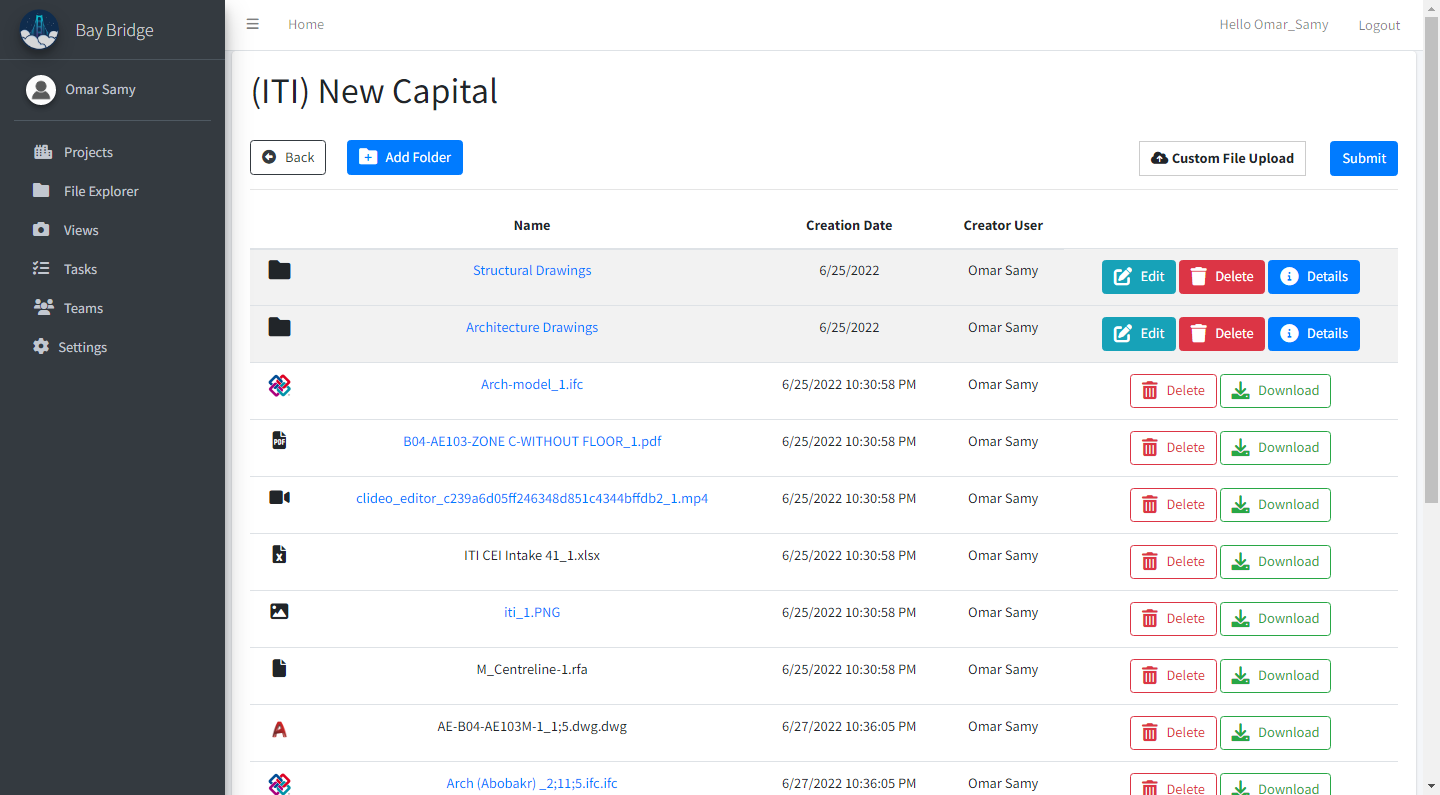 Bay Bridge
Home
Hello Omar_Samy
Logout
Omar Samy
Projects
File Explorer
Views
Tasks
Teams
Settings
(ITI) New Capital
Back
Add Folder
Custom File Upload
Submit
Name Creation Date Creator User
Structural Drawings 6/25/2022 Omar Samy Edit Delete Details
Architecture Drawings 6/25/2022 Omar Samy Edit Delete Details
Arch-model_1.ifc 6/25/2022 10:30:58 PM Omar Samy Delete Download
PDF B04-AE103-ZONE C-WITHOUT FLOOR_1.pdf 6/25/2022 10:30:58 PM Omar Samy Delete Download
clideo_editor_c239a6d05ff246348d851c4344bffdb2_1.mp4 6/25/2022 10:30:58 PM Omar Samy Delete Download
ITI CEI Intake 41_1.xlsx 6/25/2022 10:30:58 PM Omar Samy Delete Download
iti_1.PNG 6/25/2022 10:30:58 PM Omar Samy Delete Download
M_Centreline-1.rfa 6/25/2022 10:30:58 PM Omar Samy Delete Download
AE-B04-AE103M-1_1;5.dwg.dwg 6/27/2022 10:36:05 PM Omar Samy Delete Download
Arch (Abobakr) _2;11;5.ifc.ifc 6/27/2022 10:36:05 PM Omar Samy Delete Download